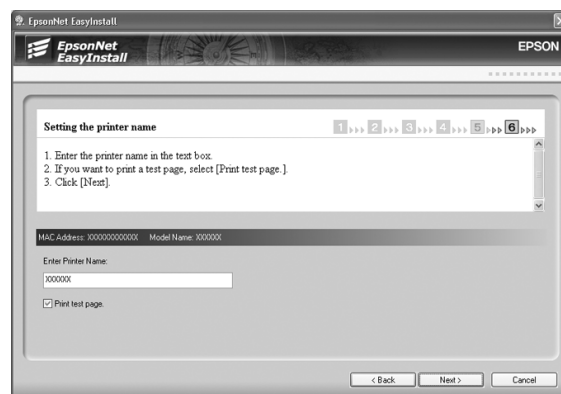 EpsonNet EasyInstall
EpsonNet
EasyInstall
EPSON
Setting the printer name
1 2 3 4 5 6
1. Enter the printer name in the text box.
2. If you want to print a test page, select [Print test page.].
3. Click [Next].
MAC Address: XXXXXXXXXXXX Model Name: XXXXXX
Enter Printer Name:
XXXXXX
Print test page.
< Back Next > Cancel